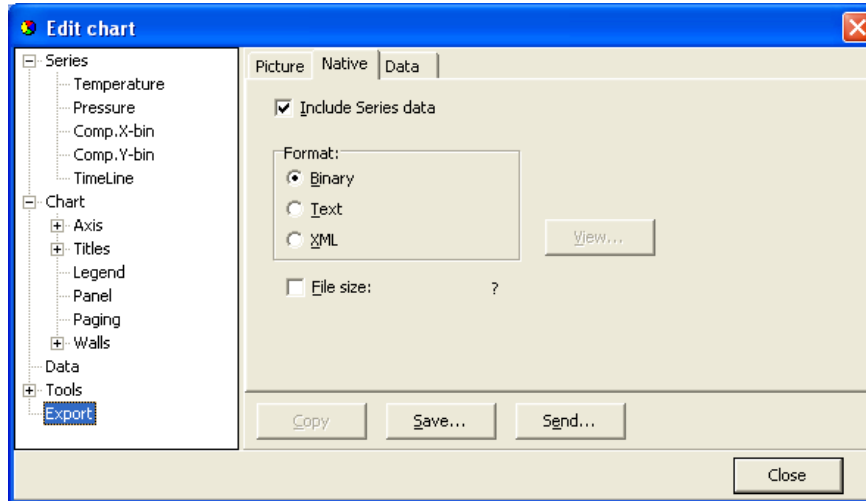 Edit chart
Series
Temperature
Pressure
Comp.X-bin
Comp.Y-bin
TimeLine
Chart
Axis
Titles
Legend
Panel
Paging
Walls
Data
Tools
Export
Picture Native Data
Include Series data
Format:
Binary
Text
XML
View...
File size: ?
Copy Save... Send...
Close